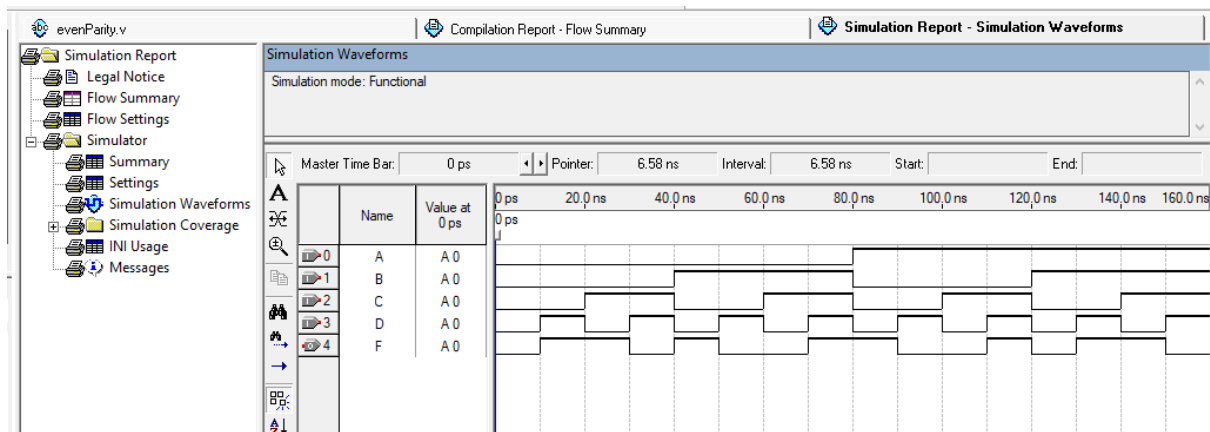 evenParity.v
Compilation Report - Flow Summary
Simulation Report - Simulation Waveforms
Simulation Report
Legal Notice
Flow Summary
Flow Settings
Simulator
Summary
Settings
Simulation Waveforms
Simulation Coverage
INI Usage
Messages
Simulation Waveforms
Simulation mode: Functional
Master Time Bar: 0 ps Pointer: 6.58 ns Interval: 6.58 ns Start: End:
Name Value at 0 ps
0 ps 20.0 ns 40.0 ns 60.0 ns 80.0 ns 100.0 ns 120.0 ns 140.0 ns 160.0 ns
0 ps
0 A A 0
1 B A 0
2 C A 0
3 D A 0
4 F A 0